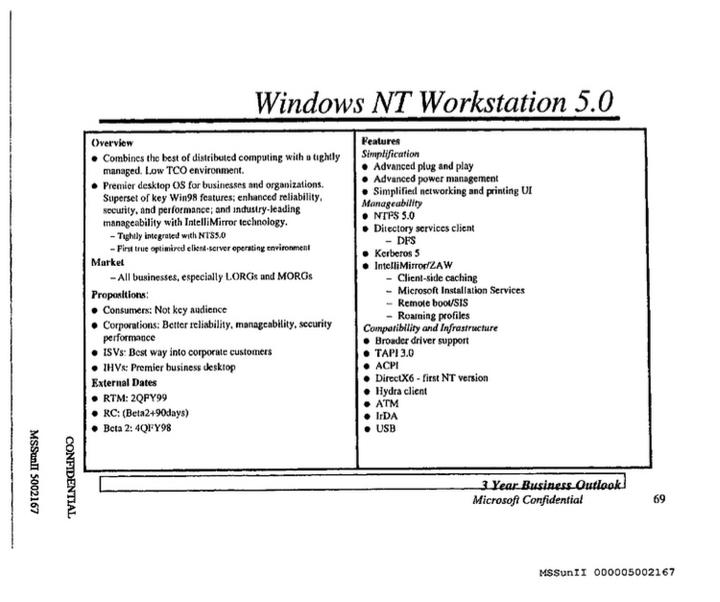 Windows NT Workstation 5.0
Overview
● Combines the best of distributed computing with a tightly
managed. Low TCO environment.
● Premier desktop OS for businesses and organizations.
Superset of key Win98 features; enhanced reliability,
security, and performance; and industry-leading
manageability with IntelliMirror technology.
– Tightly integrated with NTS5.0
– First true optimized client-server operating environment
Market
– All businesses, especially LORGs and MORGs
Propositions:
● Consumers: Not key audience
● Corporations: Better reliability, manageability, security
performance
● ISVs: Best way into corporate customers
● IHVs: Premier business desktop
External Dates
● RTM: 2QFY99
● RC: (Beta2+90days)
● Beta 2: 4QFY98
Features
Simplification
● Advanced plug and play
● Advanced power management
● Simplified networking and printing UI
Manageability
● NTFS 5.0
● Directory services client
– DFS
● Kerberos 5
● IntelliMirror/ZAW
– Client-side caching
– Microsoft Installation Services
– Remote boot/SIS
– Roaming profiles
Compatibility and Infrastructure
● Broader driver support
● TAPI 3.0
● ACPI
● DirectX6 - first NT version
● Hydra client
● ATM
● IrDA
● USB
3 Year Business Outlook
Microsoft Confidential
69
MSSunII 5002167
CONFIDENTIAL
MSSunII 000005002167